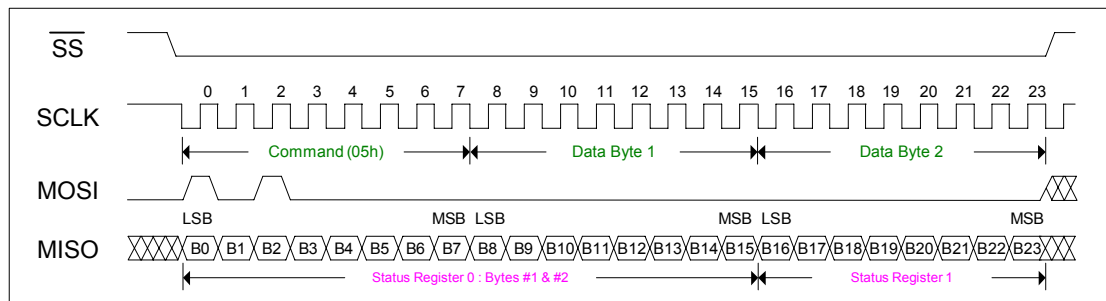 SS
0 1 2 3 4 5 6 7 8 9 10 11 12 13 14 15 16 17 18 19 20 21 22 23
SCLK
Command (05h) Data Byte 1 Data Byte 2
MOSI
LSB MSB LSB MSB LSB MSB
MISO B0 B1 B2 B3 B4 B5 B6 B7 B8 B9 B10 B11 B12 B13 B14 B15 B16 B17 B18 B19 B20 B21 B22 B23
Status Register 0 : Bytes #1 & #2 Status Register 1